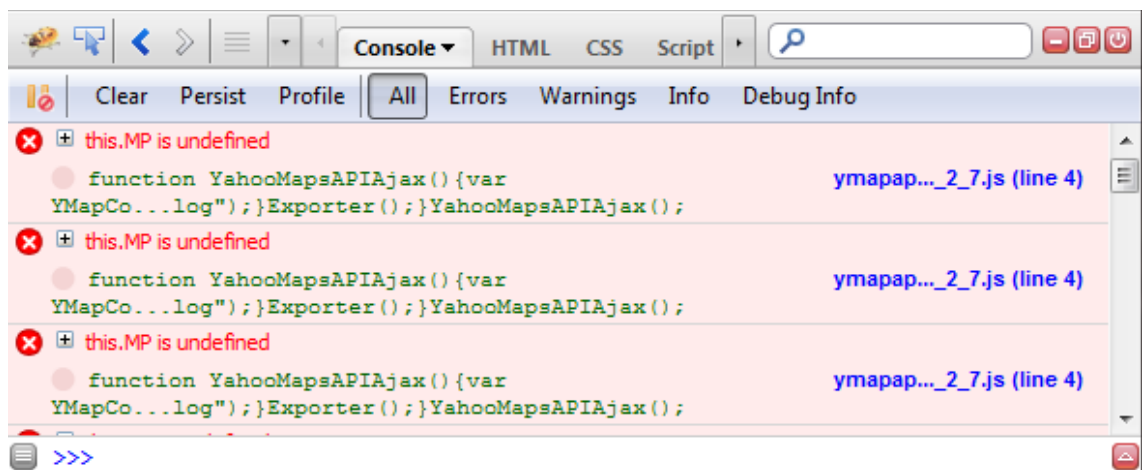 Console HTML CSS Script
Clear Persist Profile All Errors Warnings Info Debug Info
this.MP is undefined
function YahooMapsAPIAjax(){var ymapap..._2_7.js (line 4)
YMapCo...log");}Exporter();}YahooMapsAPIAjax();
this.MP is undefined
function YahooMapsAPIAjax(){var ymapap..._2_7.js (line 4)
YMapCo...log");}Exporter();}YahooMapsAPIAjax();
this.MP is undefined
function YahooMapsAPIAjax(){var ymapap..._2_7.js (line 4)
YMapCo...log");}Exporter();}YahooMapsAPIAjax();
>>>